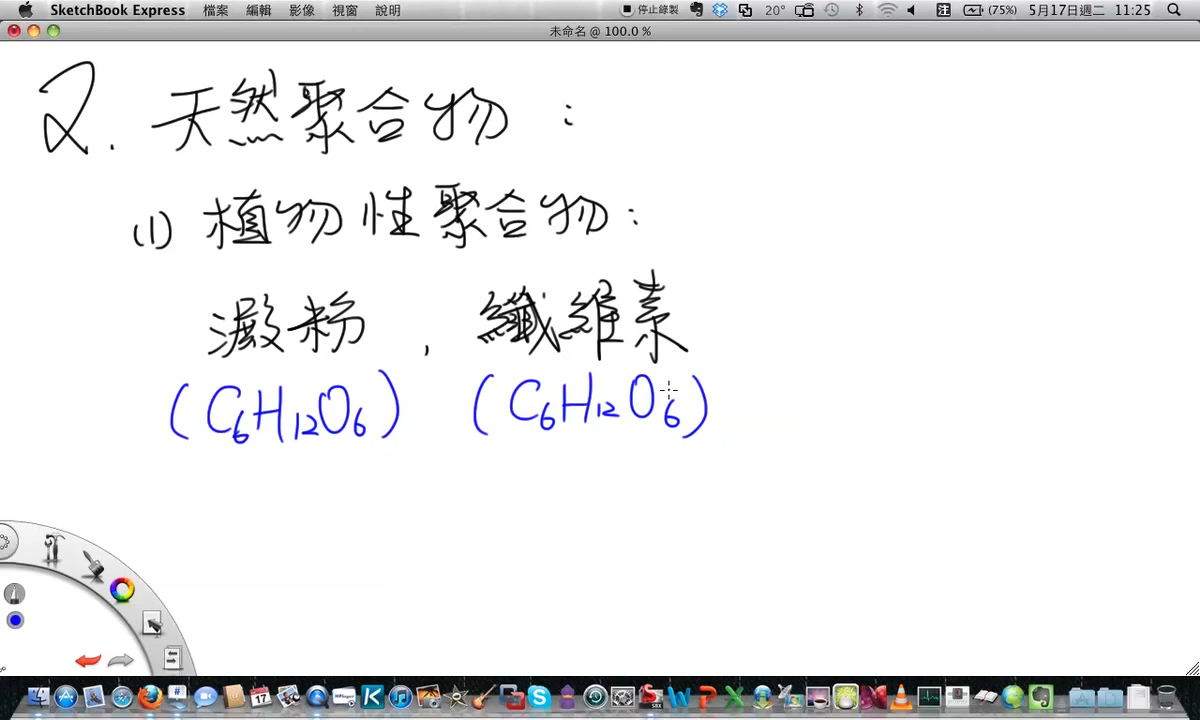 SketchBook Express 檔案 編輯 影像 視窗 說明 停止錄製 20° 注 (75%) 5月17日週二 11:25
未命名 @ 100.0 %
2. 天然聚合物：
(1) 植物性聚合物：
澱粉 , 纖維素
(C₆H₁₂O₆) (C₆H₁₂O₆)
17